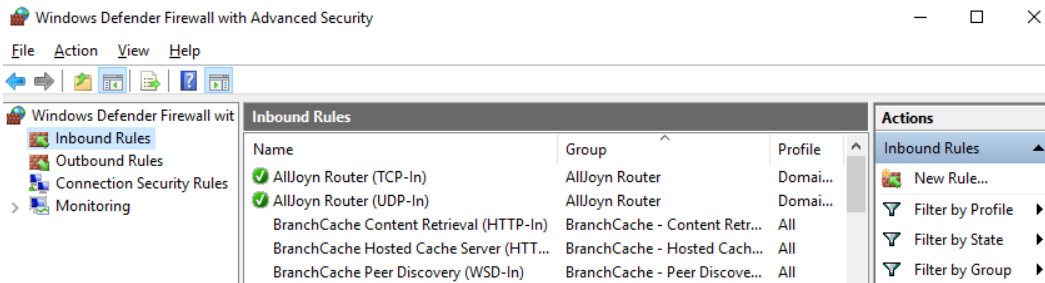 Windows Defender Firewall with Advanced Security
File Action View Help
Windows Defender Firewall wit
Inbound Rules
Outbound Rules
Connection Security Rules
Monitoring
Inbound Rules
Name Group Profile
AllJoyn Router (TCP-In) AllJoyn Router Domai...
AllJoyn Router (UDP-In) AllJoyn Router Domai...
BranchCache Content Retrieval (HTTP-In) BranchCache - Content Retr... All
BranchCache Hosted Cache Server (HTT... BranchCache - Hosted Cach... All
BranchCache Peer Discovery (WSD-In) BranchCache - Peer Discove... All
Actions
Inbound Rules
New Rule...
Filter by Profile
Filter by State
Filter by Group